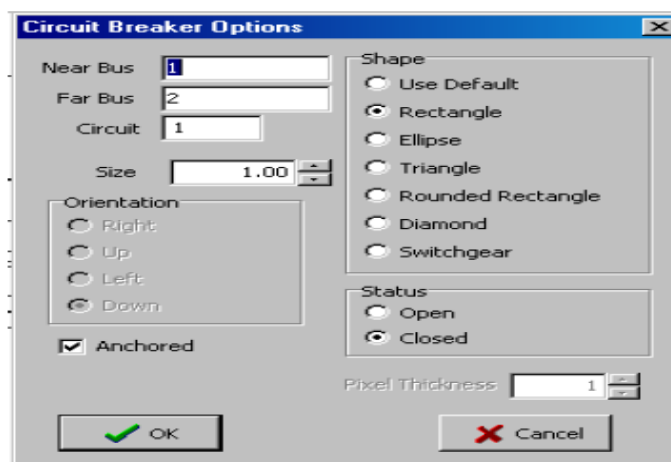 Circuit Breaker Options
Near Bus 1
Far Bus 2
Circuit 1
Size 1.00
Orientation
Right
Up
Left
Down
Anchored
Shape
Use Default
Rectangle
Ellipse
Triangle
Rounded Rectangle
Diamond
Switchgear
Status
Open
Closed
Pixel Thickness 1
OK
Cancel